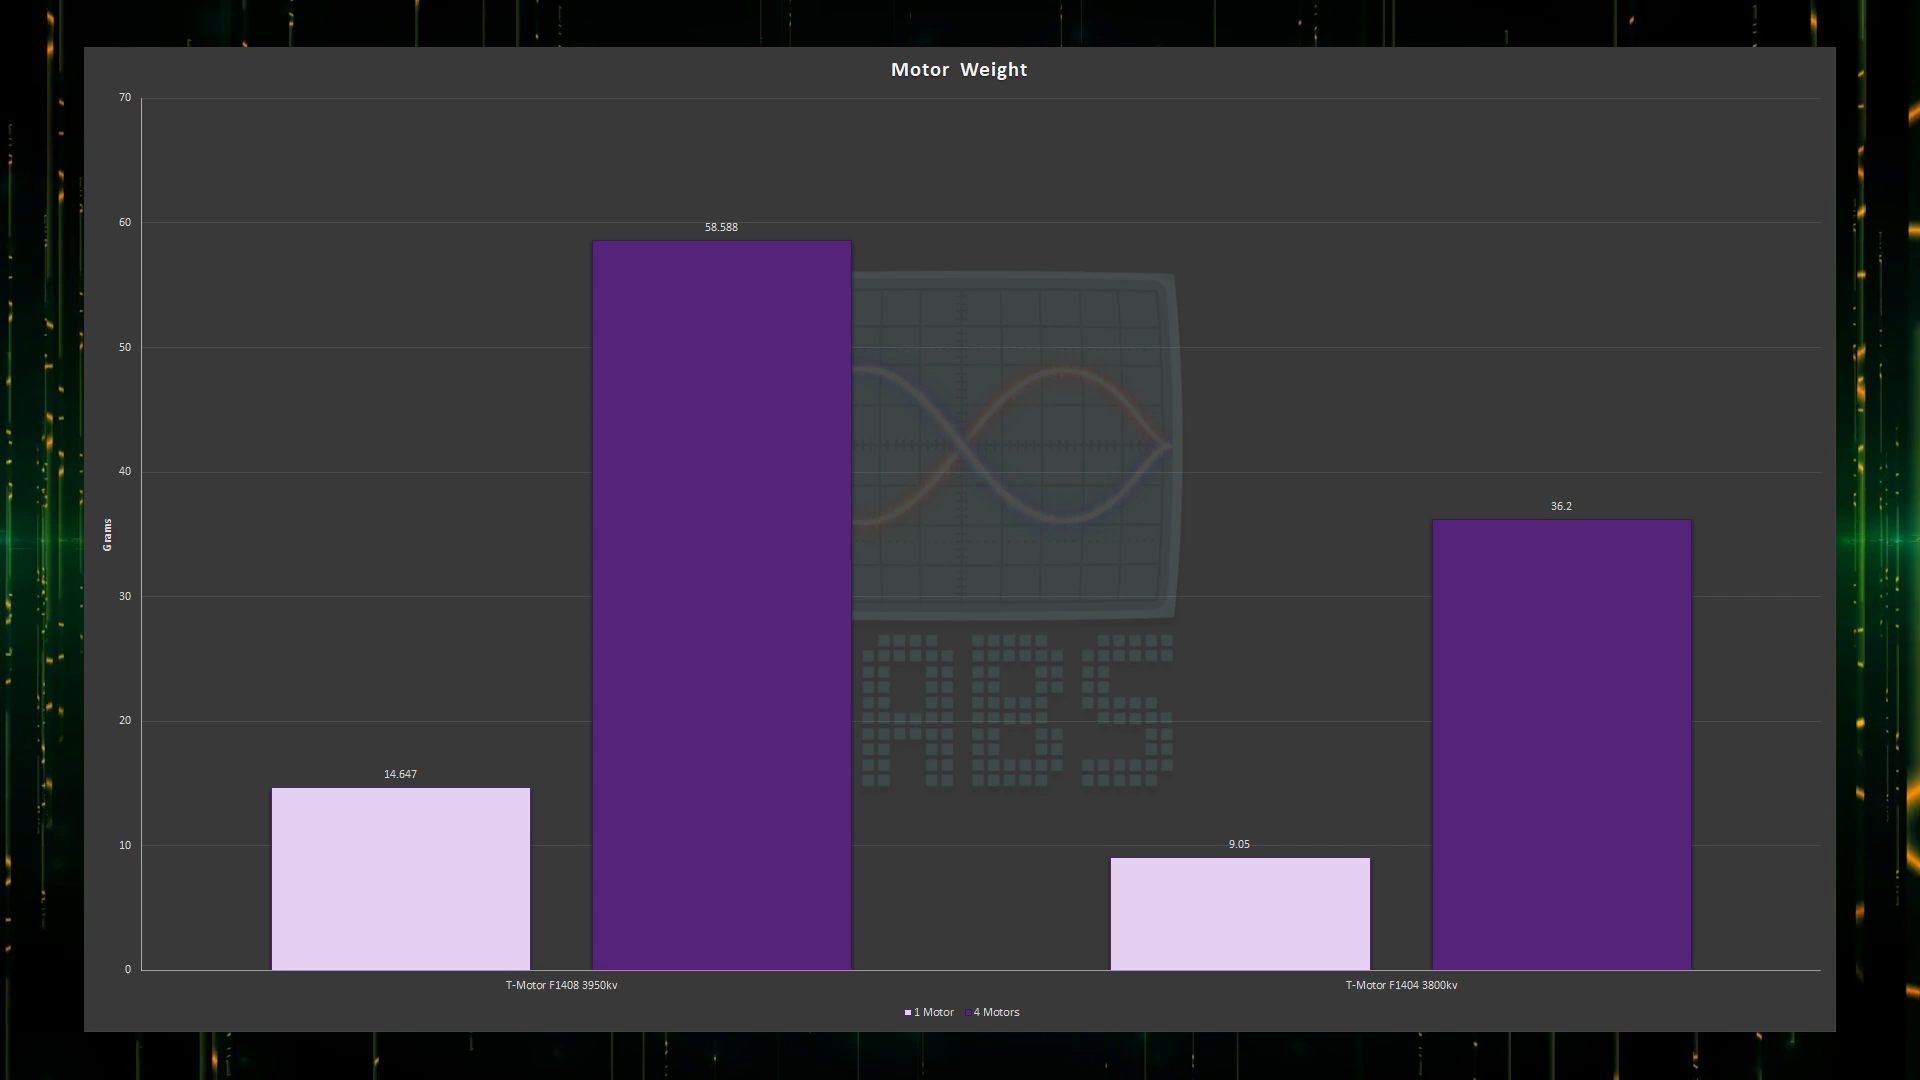 Motor Weight
70
60
50
40
30
20
10
0
Grams
58.588
36.2
14.647
9.05
ABS
T-Motor F1408 3950kv
T-Motor F1404 3800kv
1 Motor
4 Motors